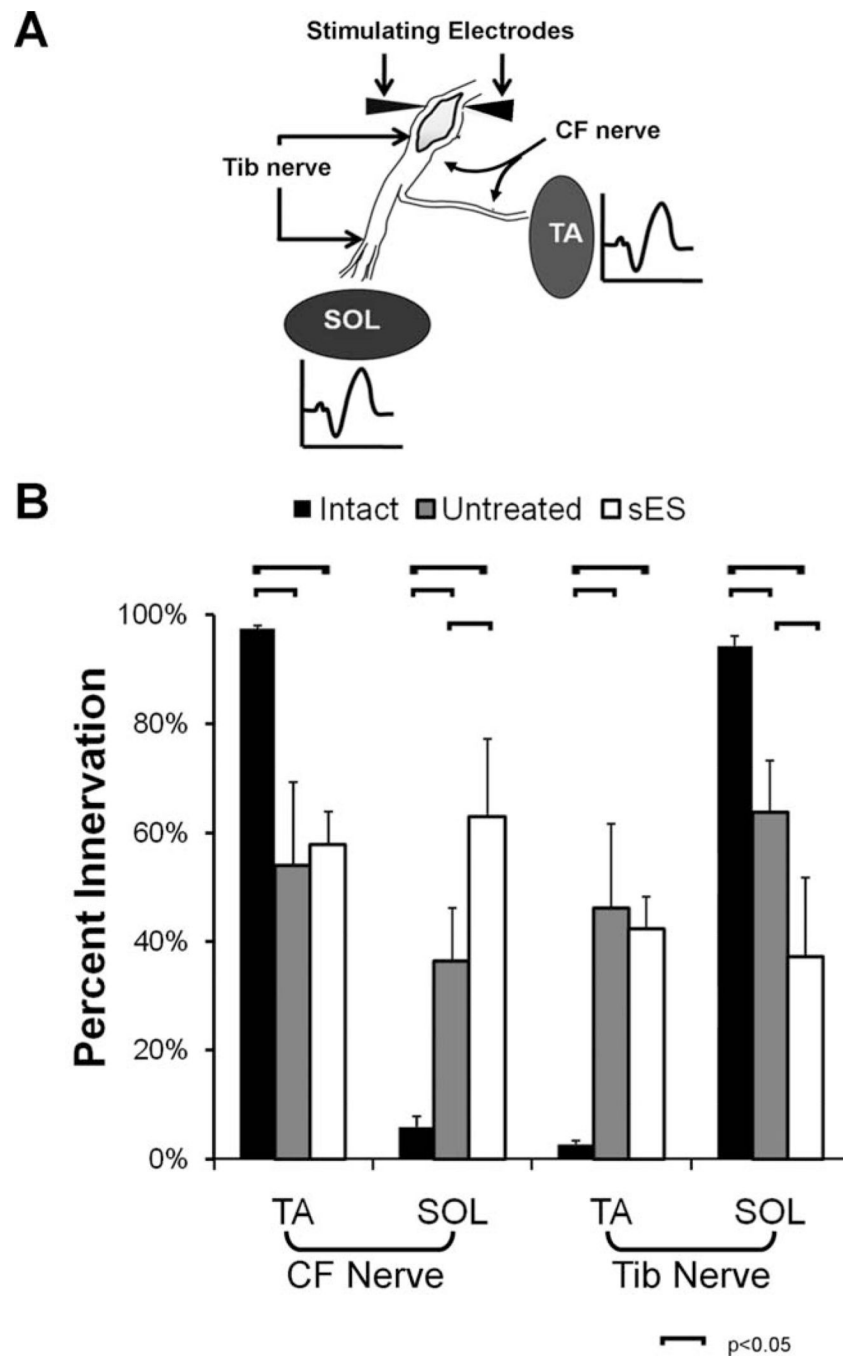 A
Stimulating Electrodes
CF nerve
Tib nerve
TA
SOL
B
Intact Untreated sES
Percent Innervation
100%
80%
60%
40%
20%
0%
TA SOL TA SOL
CF Nerve Tib Nerve
p<0.05